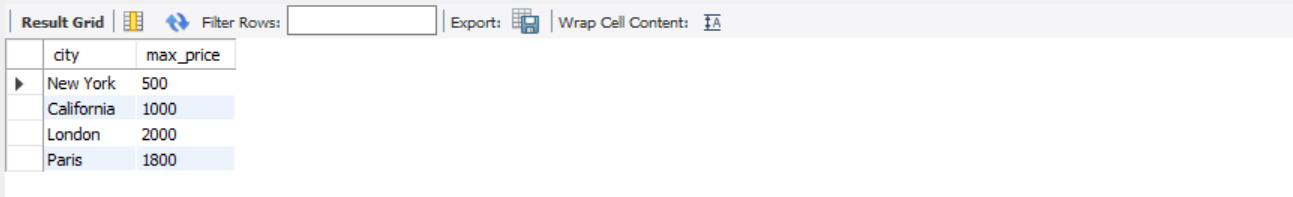 Result Grid Filter Rows: Export: Wrap Cell Content: IA
city max_price
New York 500
California 1000
London 2000
Paris 1800